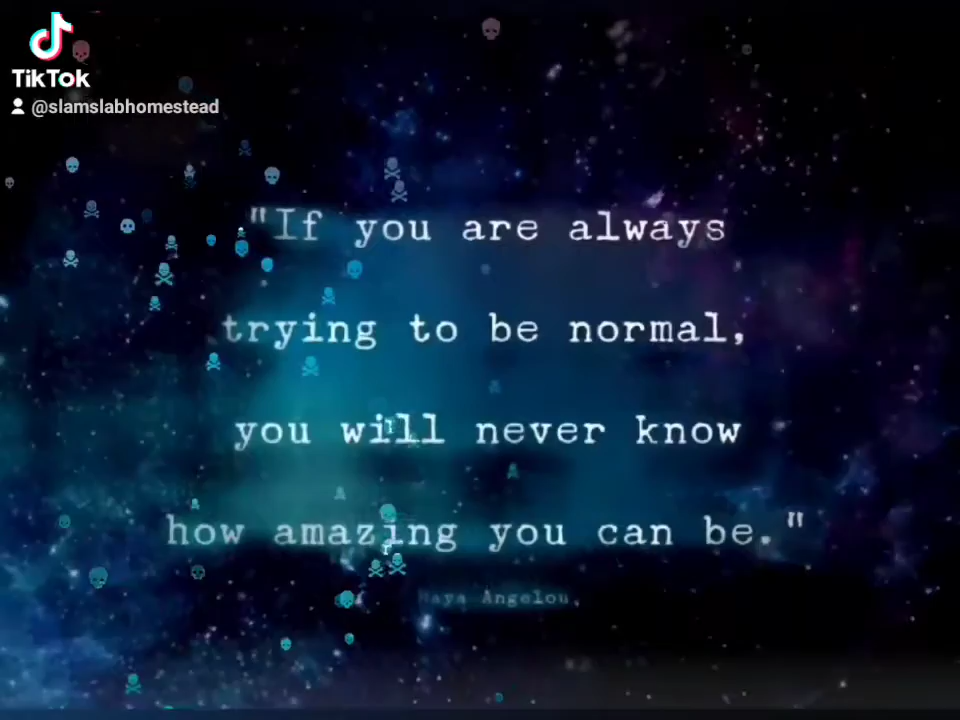 TikTok
@slamslabhomestead
"If you are always
trying to be normal,
you will never know
how amazing you can be."
Maya Angelou,